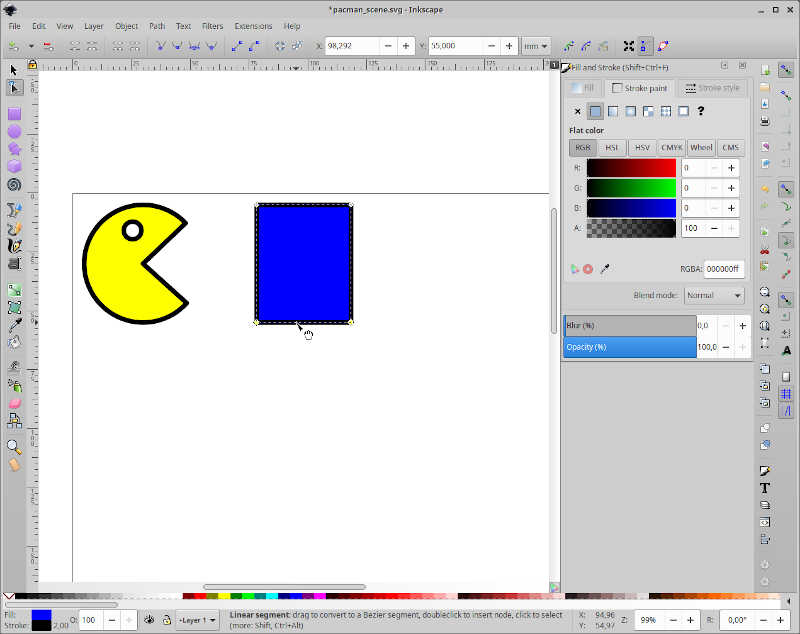 *pacman_scene.svg - Inkscape
File Edit View Layer Object Path Text Filters Extensions Help
X: 98,292 Y: 55,000 mm
Fill and Stroke (Shift+Ctrl+F)
Fill Stroke paint Stroke style
?
Flat color
RGB HSL HSV CMYK Wheel CMS
R: 0
G: 0
B: 0
A: 100
RGBA: 000000ff
Blend mode: Normal
Blur (%) 0,0
Opacity (%) 100,0
Fill: O: 100
Stroke: 2,00
-Layer 1
Linear segment: drag to convert to a Bezier segment, doubleclick to insert node, click to select
(more: Shift, Ctrl+Alt)
X: 94,96
Y: 54,97
Z: 99%
R: 0,00°